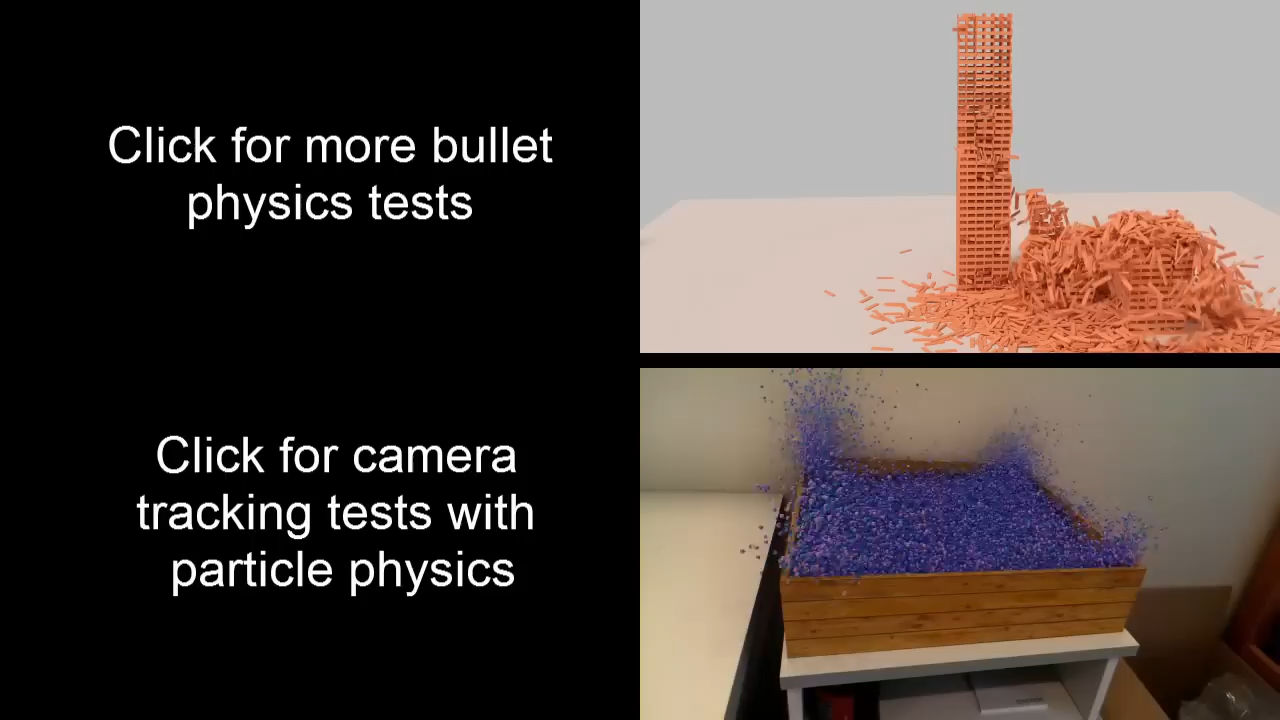 Click for more bullet
physics tests
Click for camera
tracking tests with
particle physics